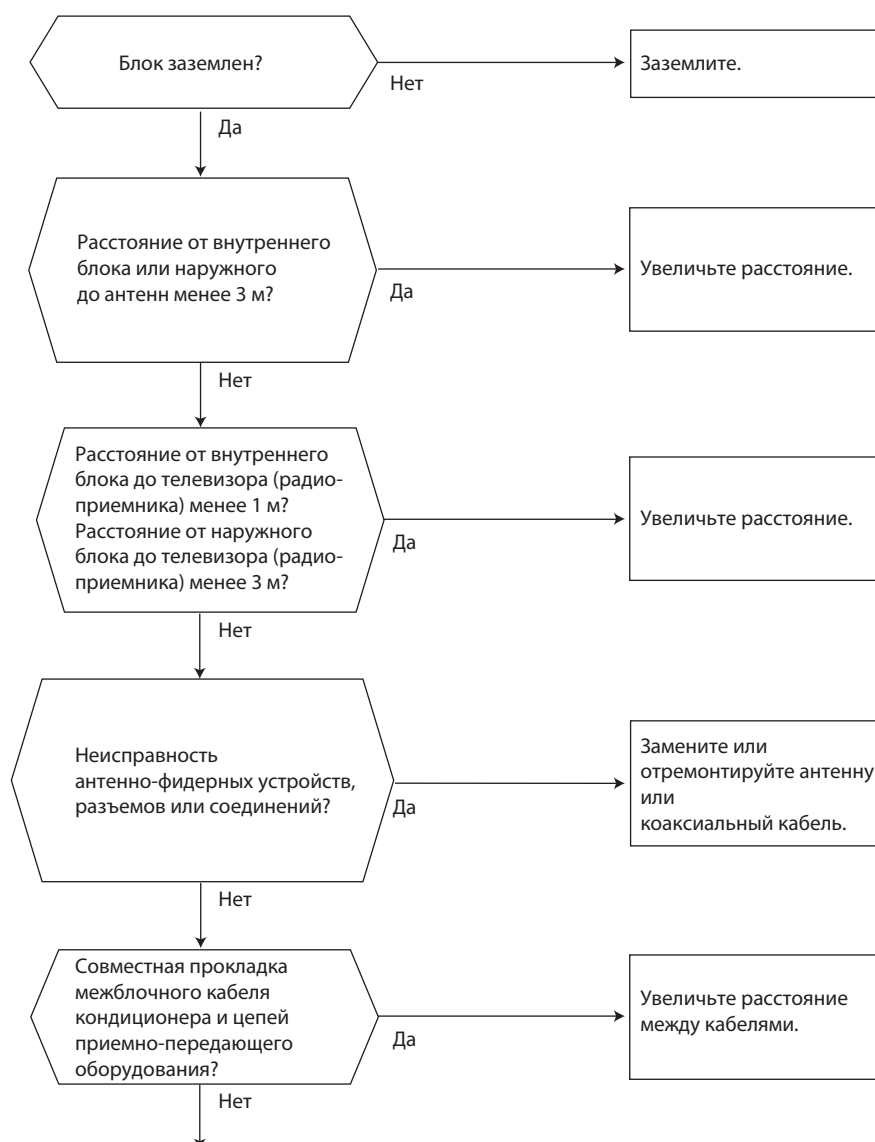 Блок заземлен?
Нет
Заземлите.
Да
Расстояние от внутреннего
блока или наружного
до антенн менее 3 м?
Да
Увеличьте расстояние.
Нет
Расстояние от внутреннего
блока до телевизора (радио-
приемника) менее 1 м?
Расстояние от наружного
блока до телевизора (радио-
приемника) менее 3 м?
Да
Увеличьте расстояние.
Нет
Неисправность
антенно-фидерных устройств,
разъемов или соединений?
Да
Замените или
отремонтируйте антенну
или
коаксиальный кабель.
Нет
Совместная прокладка
межблочного кабеля
кондиционера и цепей
приемно-передающего
оборудования?
Да
Увеличьте расстояние
между кабелями.
Нет